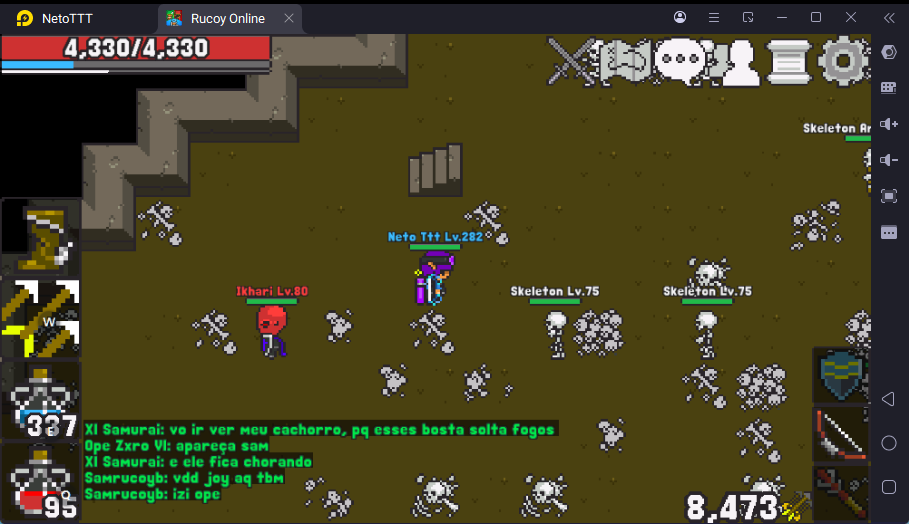 NetoTTT
Rucoy Online
4,330/4,330
Skeleton Ar
Neto Ttt Lv.282
Ikhari Lv.80
Skeleton Lv.75
Skeleton Lv.75
W
337
Xl Samurai: vo ir ver meu cachorro, pq esses bosta solta fogos
Ope Zxro Vl: apareça sam
Xl Samurai: e ele fica chorando
Samrucoyb: vdd joy aq tbm
Samrucoyb: izi ope
95
8,473